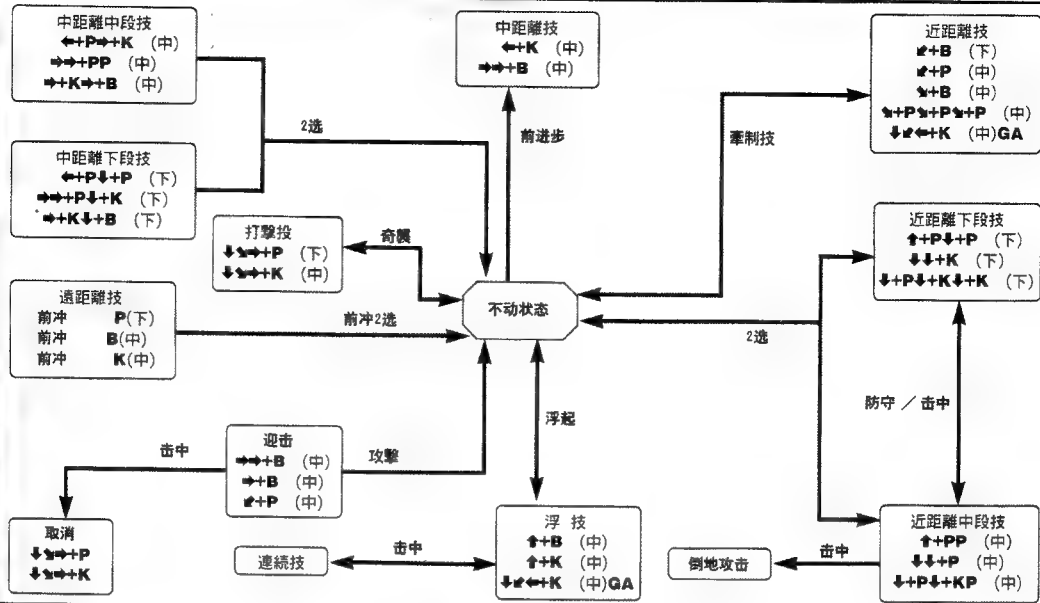 中距離中段技
←+P→+K (中)
→→+PP (中)
→+K→+B (中)
中距離下段技
←+P↓+P (下)
→→+P↓+K (下)
→+K↓+B (下)
2选
中距離技
←+K (中)
→→+B (中)
前进步
近距離技
↙+B (下)
↙+P (中)
↘+B (中)
↘+P↘+P↘+P (中)
↓↙←+K (中)GA
牽制技
打擊投
↓↘→+P (下)
↓↘→+K (中)
奇襲
遠距離技
前冲 P(下)
前冲 B(中)
前冲 K(中)
前冲2选
不动状态
近距離下段技
↑+P↓+P (下)
↓↓+K (下)
↓+P↓+K↓+K (下)
2选
防守 / 击中
迎击
→→+B (中)
→+B (中)
↙+P (中)
击中
攻擊
浮起
取消
↓↘→+P
↓↘→+K
連続技
击中
浮 技
↑+B (中)
↑+K (中)
↓↙←+K (中)GA
倒地攻击
击中
近距離中段技
↑+PP (中)
↓↓+P (中)
↓+P↓+KP (中)